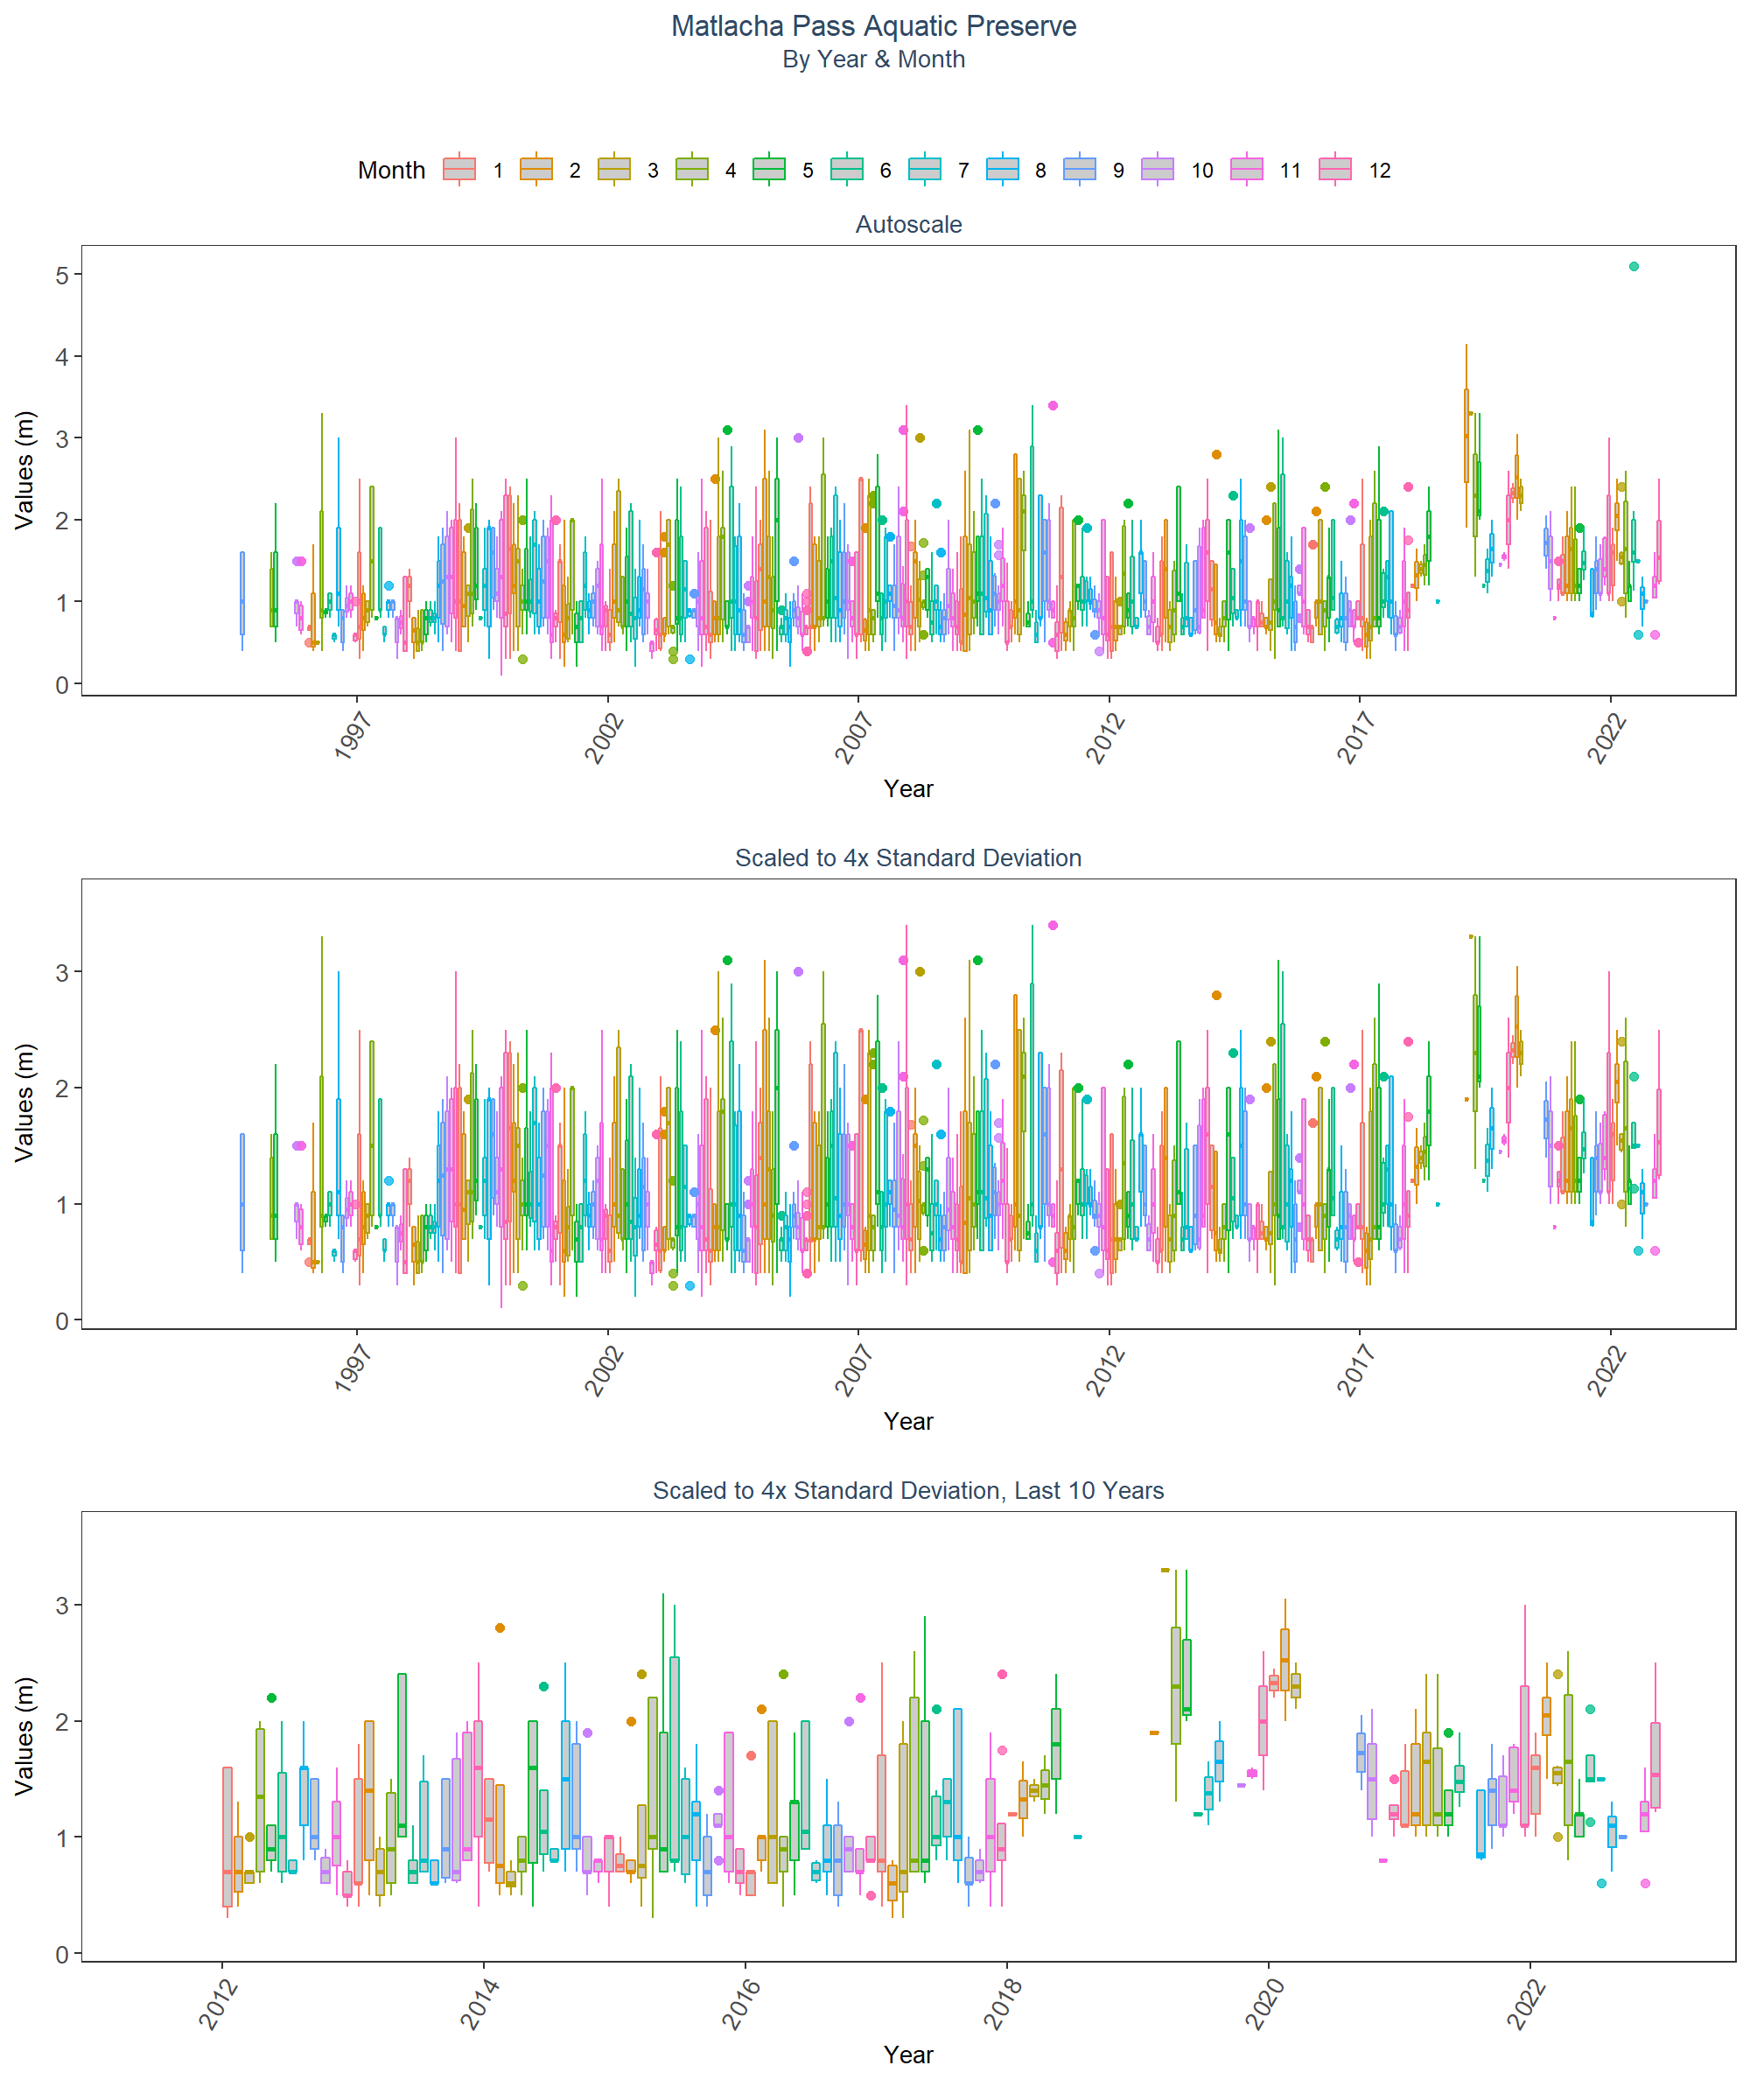 Matlacha Pass Aquatic Preserve
By Year & Month
Month 1 2 3 4 5 6 7 8 9 10 11 12
Autoscale
Values (m)
5
4
3
2
1
0
1997 2002 2007 2012 2017 2022
Year
Scaled to 4x Standard Deviation
Values (m)
3
2
1
0
1997 2002 2007 2012 2017 2022
Year
Scaled to 4x Standard Deviation, Last 10 Years
Values (m)
3
2
1
0
2012 2014 2016 2018 2020 2022
Year